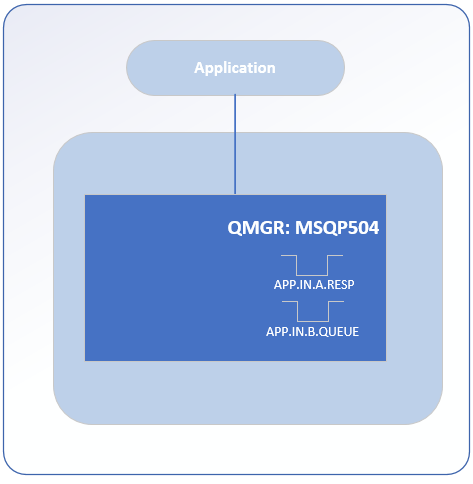 Application
QMGR: MSQP504
APP.IN.A.RESP
APP.IN.B.QUEUE